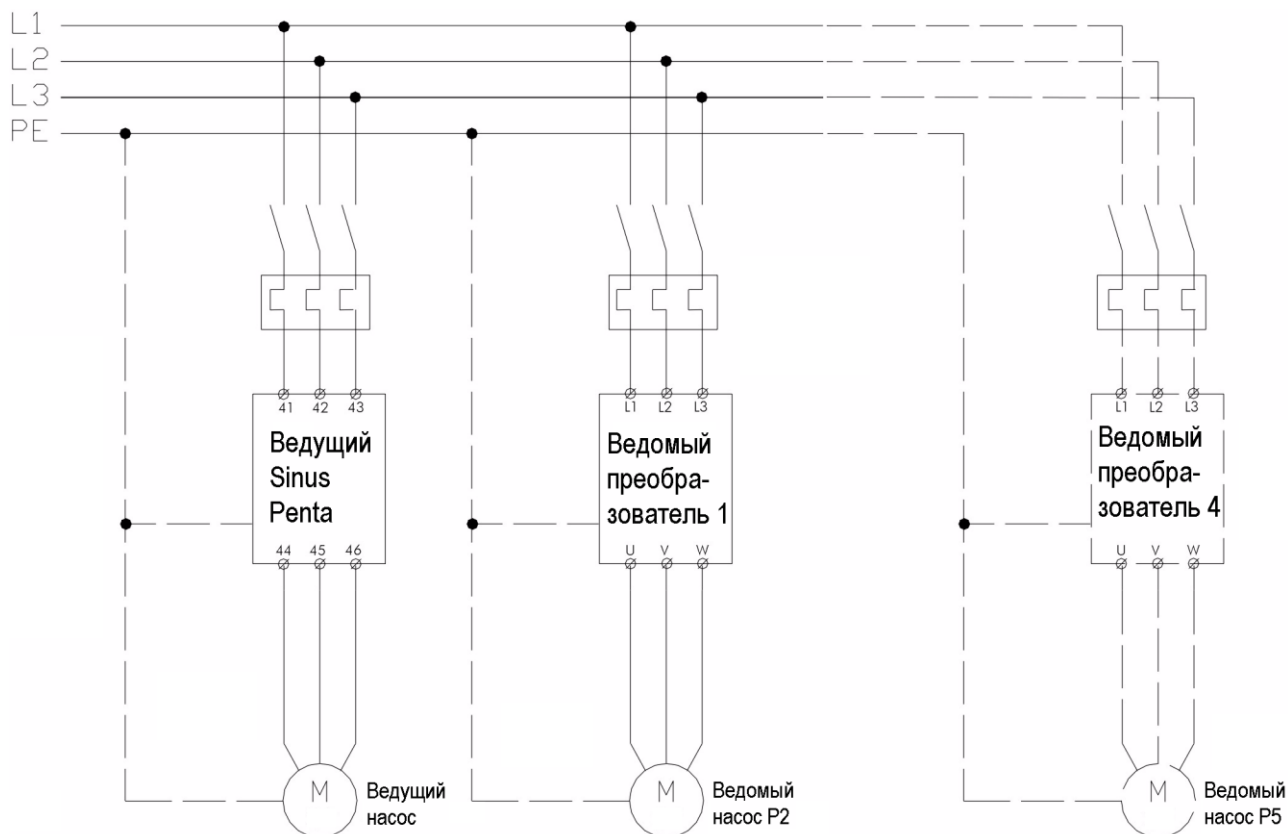 L1
L2
L3
PE
41 42 43
Ведущий
Sinus
Penta
44 45 46
M
Ведущий
насос
L1 L2 L3
Ведомый
преобра-
зователь 1
U V W
M
Ведомый
насос P2
L1 L2 L3
Ведомый
преобра-
зователь 4
U V W
M
Ведомый
насос P5